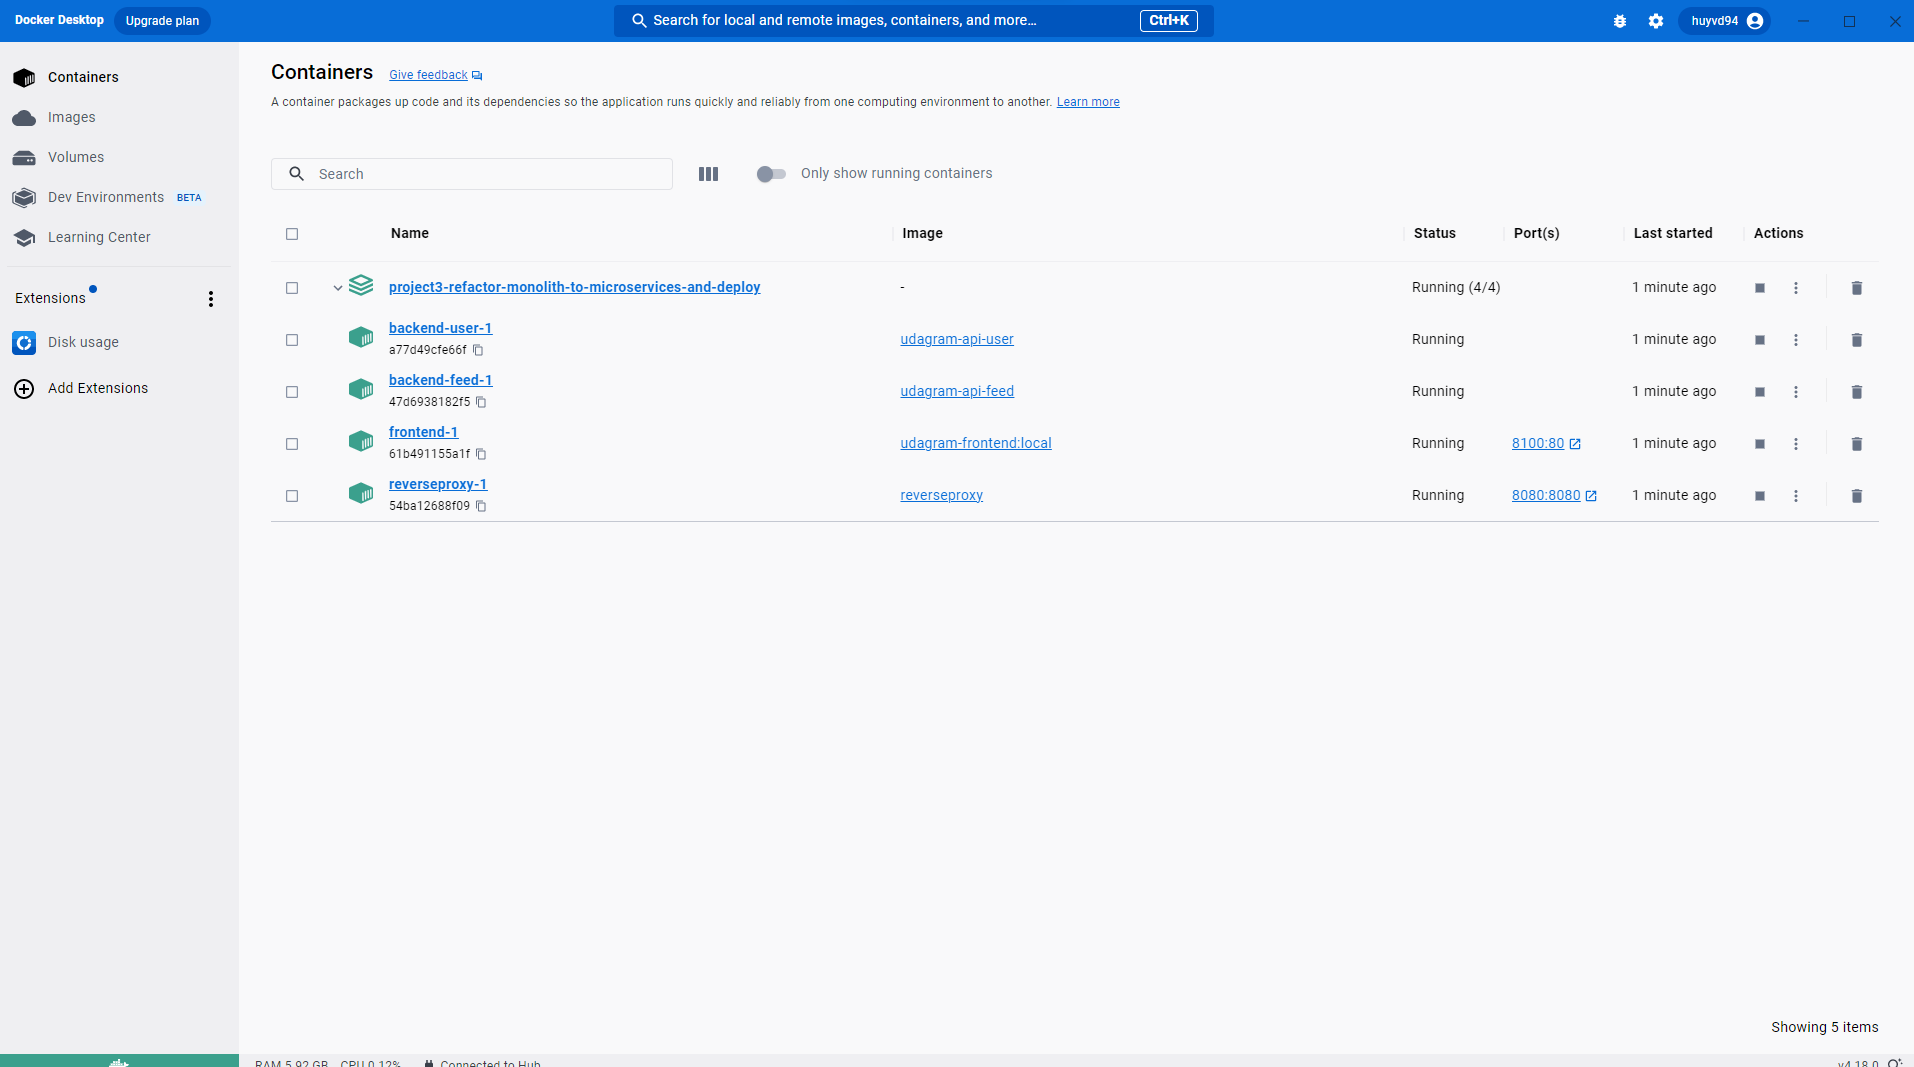 Docker Desktop Upgrade plan
Search for local and remote images, containers, and more... Ctrl+K
huyvd94
Containers
Images
Volumes
Dev Environments BETA
Learning Center
Extensions
Disk usage
Add Extensions
Containers Give feedback
A container packages up code and its dependencies so the application runs quickly and reliably from one computing environment to another. Learn more
Search
Only show running containers
Name Image Status Port(s) Last started Actions
project3-refactor-monolith-to-microservices-and-deploy - Running (4/4) 1 minute ago
backend-user-1
a77d49cfe66f
udagram-api-user Running 1 minute ago
backend-feed-1
47d6938182f5
udagram-api-feed Running 1 minute ago
frontend-1
61b491155a1f
udagram-frontend:local Running 8100:80 1 minute ago
reverseproxy-1
54ba12688f09
reverseproxy Running 8080:8080 1 minute ago
Showing 5 items
RAM 5.92 GB CPU 0.12% Connected to Hub
v4.18.0